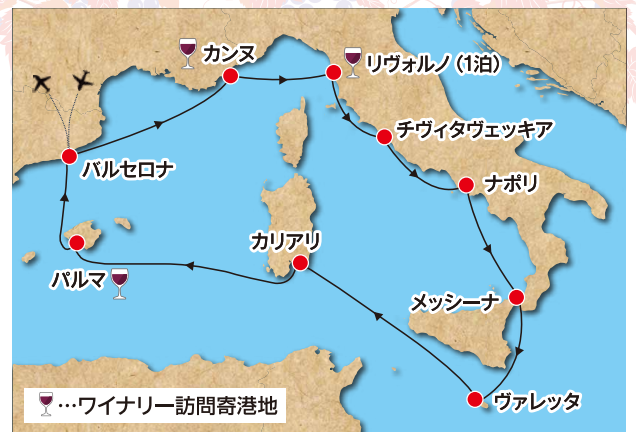 カンヌ
リヴォルノ（1泊）
チヴィタヴェッキア
バルセロナ
ナポリ
カリアリ
パルマ
メッシーナ
ヴァレッタ
…ワイナリー訪問寄港地